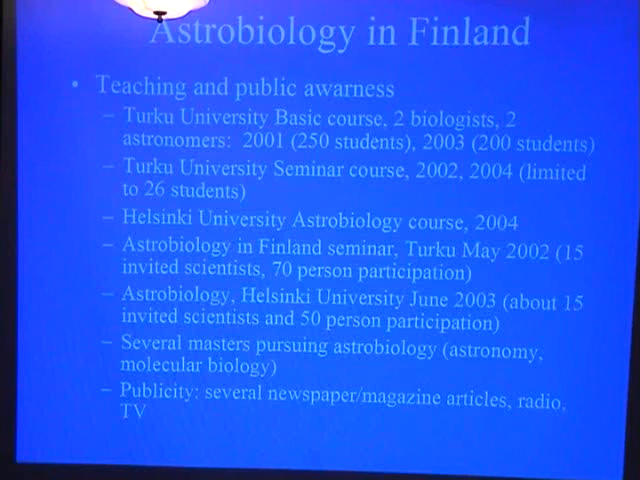 Astrobiology in Finland
• Teaching and public awarness
– Turku University Basic course, 2 biologists, 2
astronomers: 2001 (250 students), 2003 (200 students)
– Turku University Seminar course, 2002, 2004 (limited
to 26 students)
– Helsinki University Astrobiology course, 2004
– Astrobiology in Finland seminar, Turku May 2002 (15
invited scientists, 70 person participation)
– Astrobiology, Helsinki University June 2003 (about 15
invited scientists and 50 person participation)
– Several masters pursuing astrobiology (astronomy,
molecular biology)
– Publicity: several newspaper/magazine articles, radio,
TV